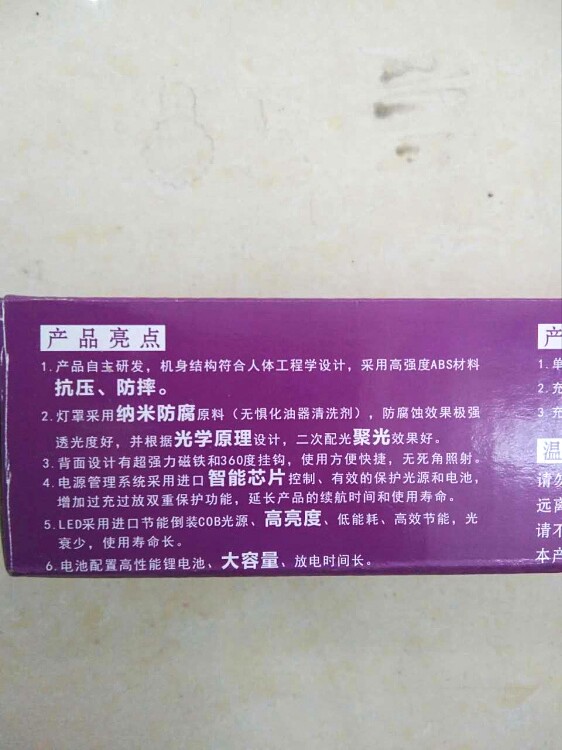 产品亮点
1.产品自主研发，机身结构符合人体工程学设计，采用高强度ABS材料
抗压、防摔。
2.灯罩采用纳米防腐原料（无惧化油器清洗剂），防腐蚀效果极强
透光度好，并根据光学原理设计，二次配光聚光效果好。
3.背面设计有超强力磁铁和360度挂钩，使用方便快捷，无死角照射。
4.电源管理系统采用进口智能芯片控制、有效的保护光源和电池，
增加过充过放双重保护功能，延长产品的续航时间和使用寿命。
5.LED采用进口节能倒装COB光源、高亮度、低能耗、高效节能，光
衰少，使用寿命长。
6.电池配置高性能锂电池、大容量、放电时间长。
产
1.单
2.充
3.充
温
请勿
远离
请不
本产